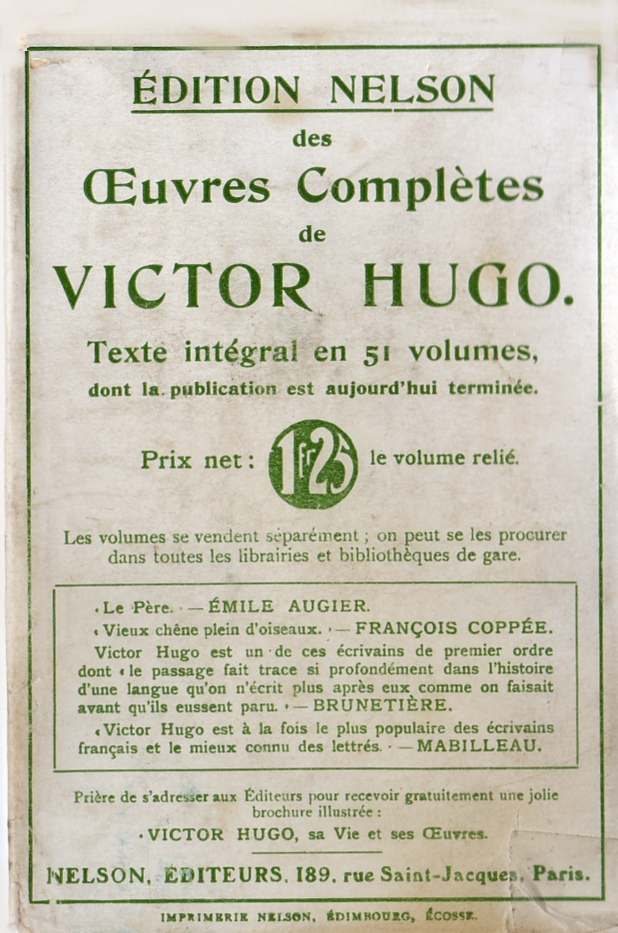 ÉDITION NELSON
des
Œuvres Complètes
de
VICTOR HUGO.
Texte intégral en 51 volumes,
dont la publication est aujourd'hui terminée.
Prix net : 1fr25 le volume relié.
Les volumes se vendent séparément ; on peut se les procurer
dans toutes les librairies et bibliothèques de gare.
« Le Père. » — ÉMILE AUGIER.
« Vieux chêne plein d'oiseaux. » — FRANÇOIS COPPÉE.
Victor Hugo est un de ces écrivains de premier ordre
dont « le passage fait trace si profondément dans l'histoire
d'une langue qu'on n'écrit plus après eux comme on faisait
avant qu'ils eussent paru. » — BRUNETIÈRE.
« Victor Hugo est à la fois le plus populaire des écrivains
français et le mieux connu des lettrés. » — MABILLEAU.
Prière de s'adresser aux Éditeurs pour recevoir gratuitement une jolie
brochure illustrée :
VICTOR HUGO, sa Vie et ses Œuvres.
NELSON, ÉDITEURS, 189, rue Saint-Jacques, Paris.
IMPRIMERIE NELSON, ÉDIMBOURG, ÉCOSSE.